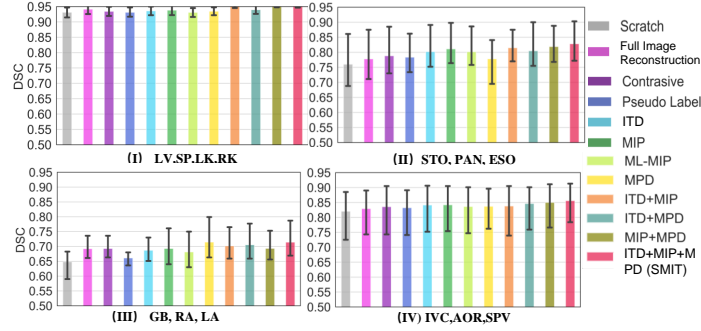 0.95
0.90
0.85
0.80
0.75
0.70
0.65
0.60
0.55
0.50
DSC
(I) LV.SP.LK.RK
0.95
0.90
0.85
0.80
0.75
0.70
0.65
0.60
0.55
0.50
(II) STO, PAN, ESO
0.95
0.90
0.85
0.80
0.75
0.70
0.65
0.60
0.55
0.50
DSC
(III) GB, RA, LA
0.95
0.90
0.85
0.80
0.75
0.70
0.65
0.60
0.55
0.50
(IV) IVC,AOR,SPV
Scratch
Full Image
Reconstruction
Contrasive
Pseudo Label
ITD
MIP
ML-MIP
MPD
ITD+MIP
ITD+MPD
MIP+MPD
ITD+MIP+M
PD (SMIT)